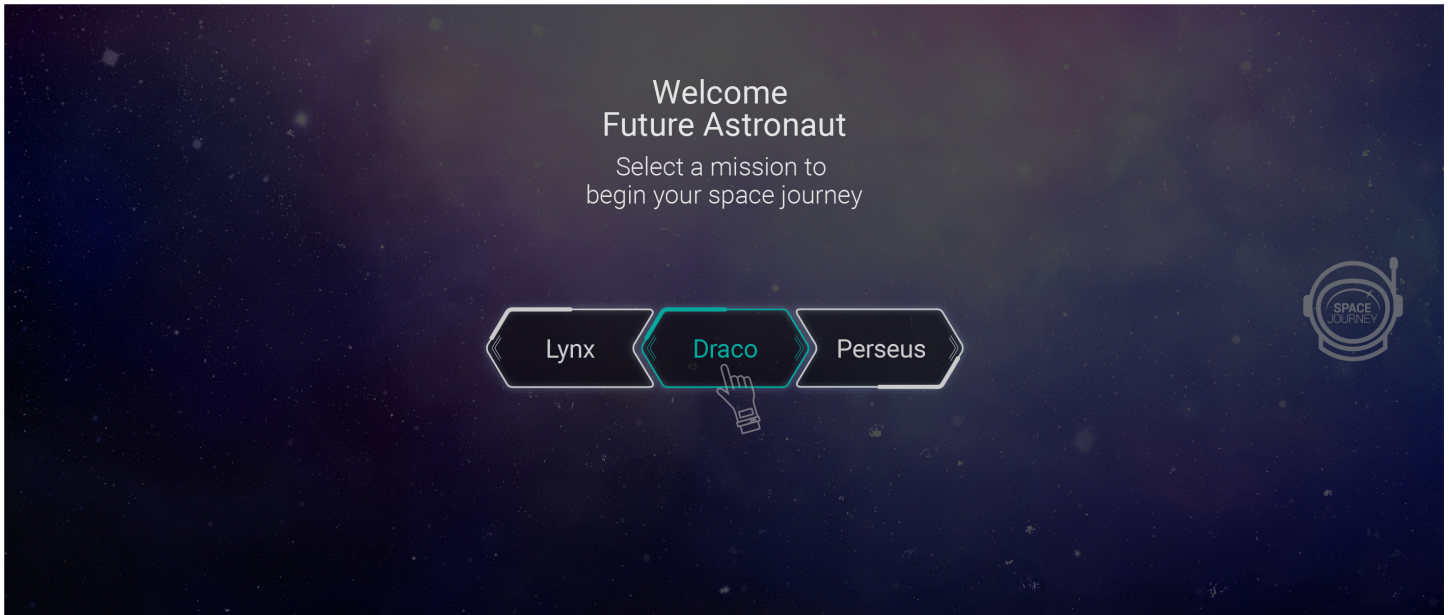 Welcome
Future Astronaut
Select a mission to
begin your space journey
Lynx
Draco
Perseus
SPACE
JOURNEY